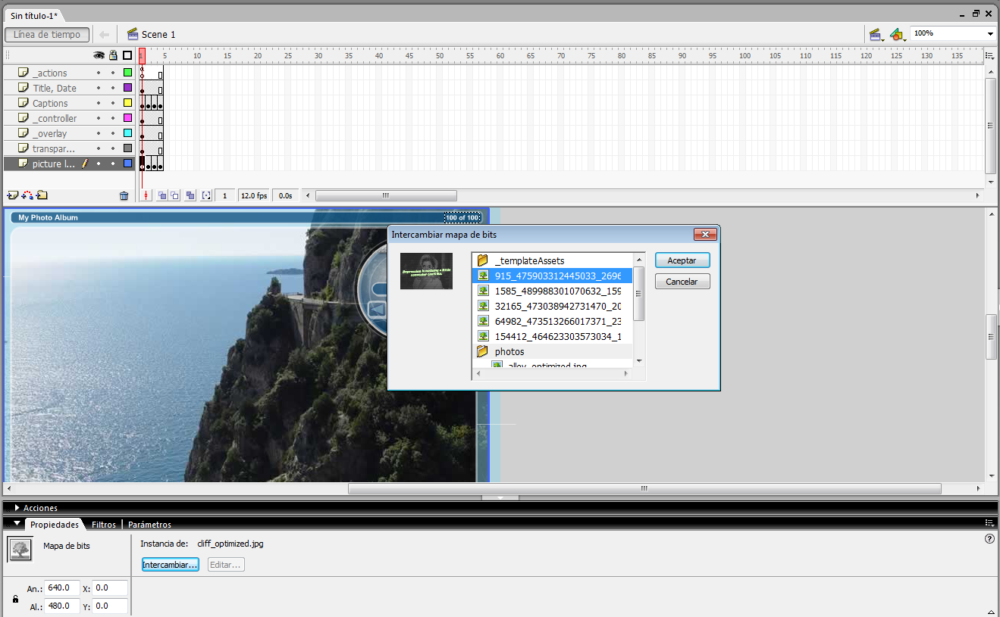 Sin título-1*
Línea de tiempo
Scene 1
100%
1 5 10 15 20 25 30 35 40 45 50 55 60 65 70 75 80 85 90 95 100 105 110 115 120 125 130 135
_actions
Title, Date
Captions
_controller
_overlay
transpar...
picture l...
1 12.0 fps 0.0s
My Photo Album
100 of 100
Intercambiar mapa de bits
_templateAssets
915_475903312445033_2696
1585_489988301070632_159
32165_473038942731470_20
64982_473513266017371_23
154412_464623303573034_1
photos
alley_optimized.jpg
Aceptar
Cancelar
Acciones
Propiedades Filtros Parámetros
Mapa de bits
Instancia de: cliff_optimized.jpg
Intercambiar... Editar...
An.: 640.0 X: 0.0
Al.: 480.0 Y: 0.0